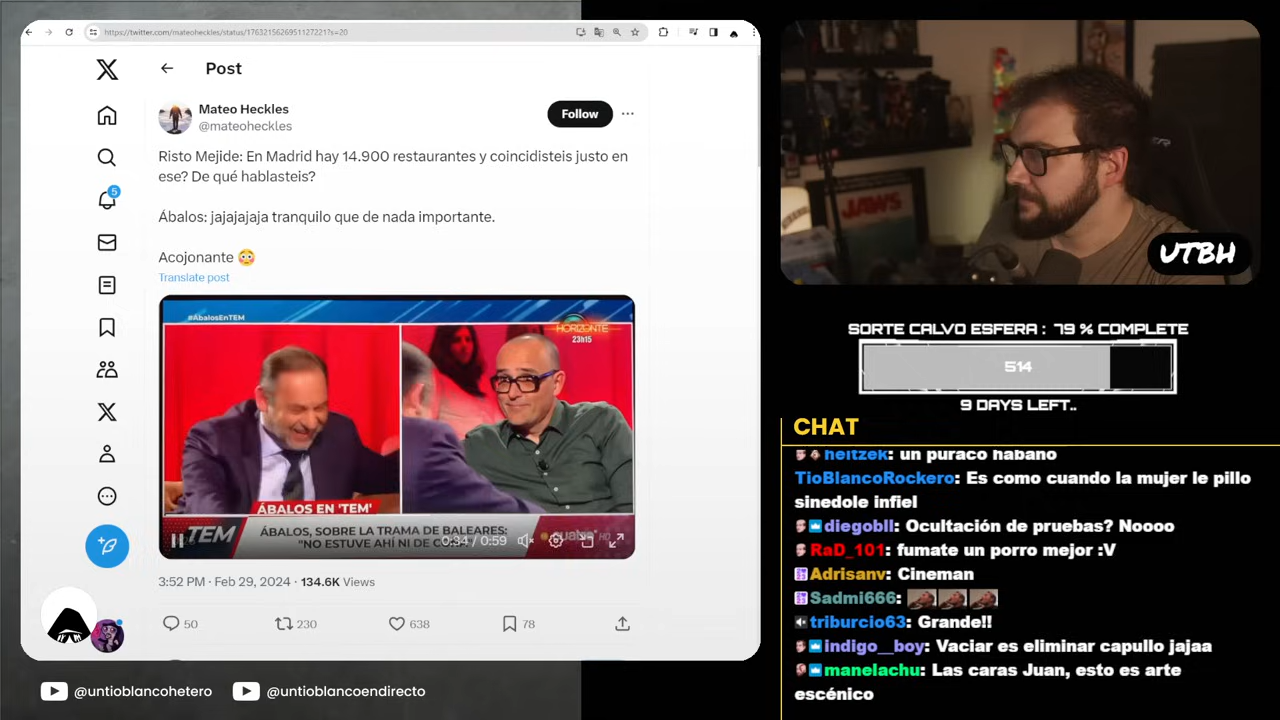 https://twitter.com/mateoheckles/status/1763215626951127221?s=20
Post
Mateo Heckles
@mateoheckles
Follow
Risto Mejide: En Madrid hay 14.900 restaurantes y coincidisteis justo en
ese? De qué hablasteis?
Ábalos: jajajajaja tranquilo que de nada importante.
Acojonante 😳
Translate post
5
#ÁbalosEnTEM
HORIZONTE
23h15
ÁBALOS EN 'TEM'
TEM
ÁBALOS, SOBRE LA TRAMA DE BALEARES:
"NO ESTUVE AHÍ NI DE
0:34 / 0:59
3:52 PM · Feb 29, 2024 · 134.6K Views
50
230
638
78
@untioblancohetero
@untioblancoendirecto
JAWS
UTBH
SORTE CALVO ESFERA : 79 % COMPLETE
514
9 DAYS LEFT..
CHAT
heitzek: un puraco habano
TioBlancoRockero: Es como cuando la mujer le pillo
sinedole infiel
diegobll: Ocultación de pruebas? Noooo
RaD_101: fumate un porro mejor :V
Adrisanv: Cineman
Sadmi666:
triburcio63: Grande!!
indigo__boy: Vaciar es eliminar capullo jajaa
manelachu: Las caras Juan, esto es arte
escénico